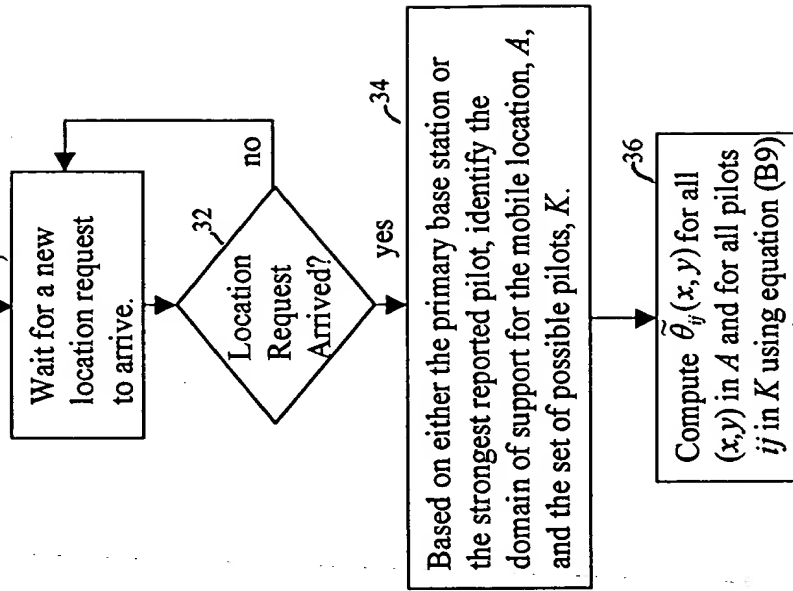 Wait for a new
location request
to arrive.
no
32
Location
Request
Arrived?
yes
34
Based on either the primary base station or
the strongest reported pilot, identify the
domain of support for the mobile location, A,
and the set of possible pilots, K.
36
Compute θ̃ij(x, y) for all
(x,y) in A and for all pilots
ij in K using equation (B9)